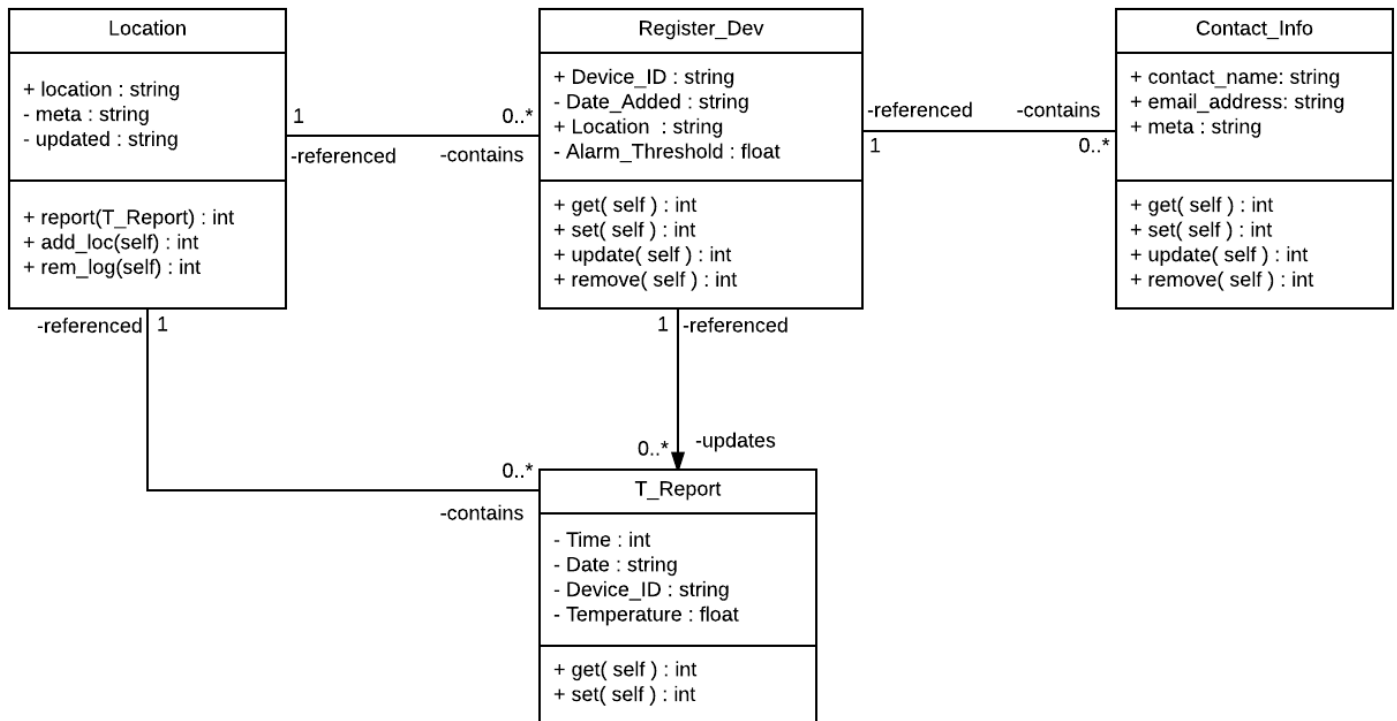 Location
+ location : string
- meta : string
- updated : string
+ report(T_Report) : int
+ add_loc(self) : int
+ rem_log(self) : int
1
0..*
-referenced
-contains
Register_Dev
+ Device_ID : string
- Date_Added : string
+ Location : string
- Alarm_Threshold : float
+ get( self ) : int
+ set( self ) : int
+ update( self ) : int
+ remove( self ) : int
-referenced
-contains
1
0..*
Contact_Info
+ contact_name: string
+ email_address: string
+ meta : string
+ get( self ) : int
+ set( self ) : int
+ update( self ) : int
+ remove( self ) : int
-referenced
1
1
-referenced
0..*
-updates
0..*
-contains
T_Report
- Time : int
- Date : string
- Device_ID : string
- Temperature : float
+ get( self ) : int
+ set( self ) : int